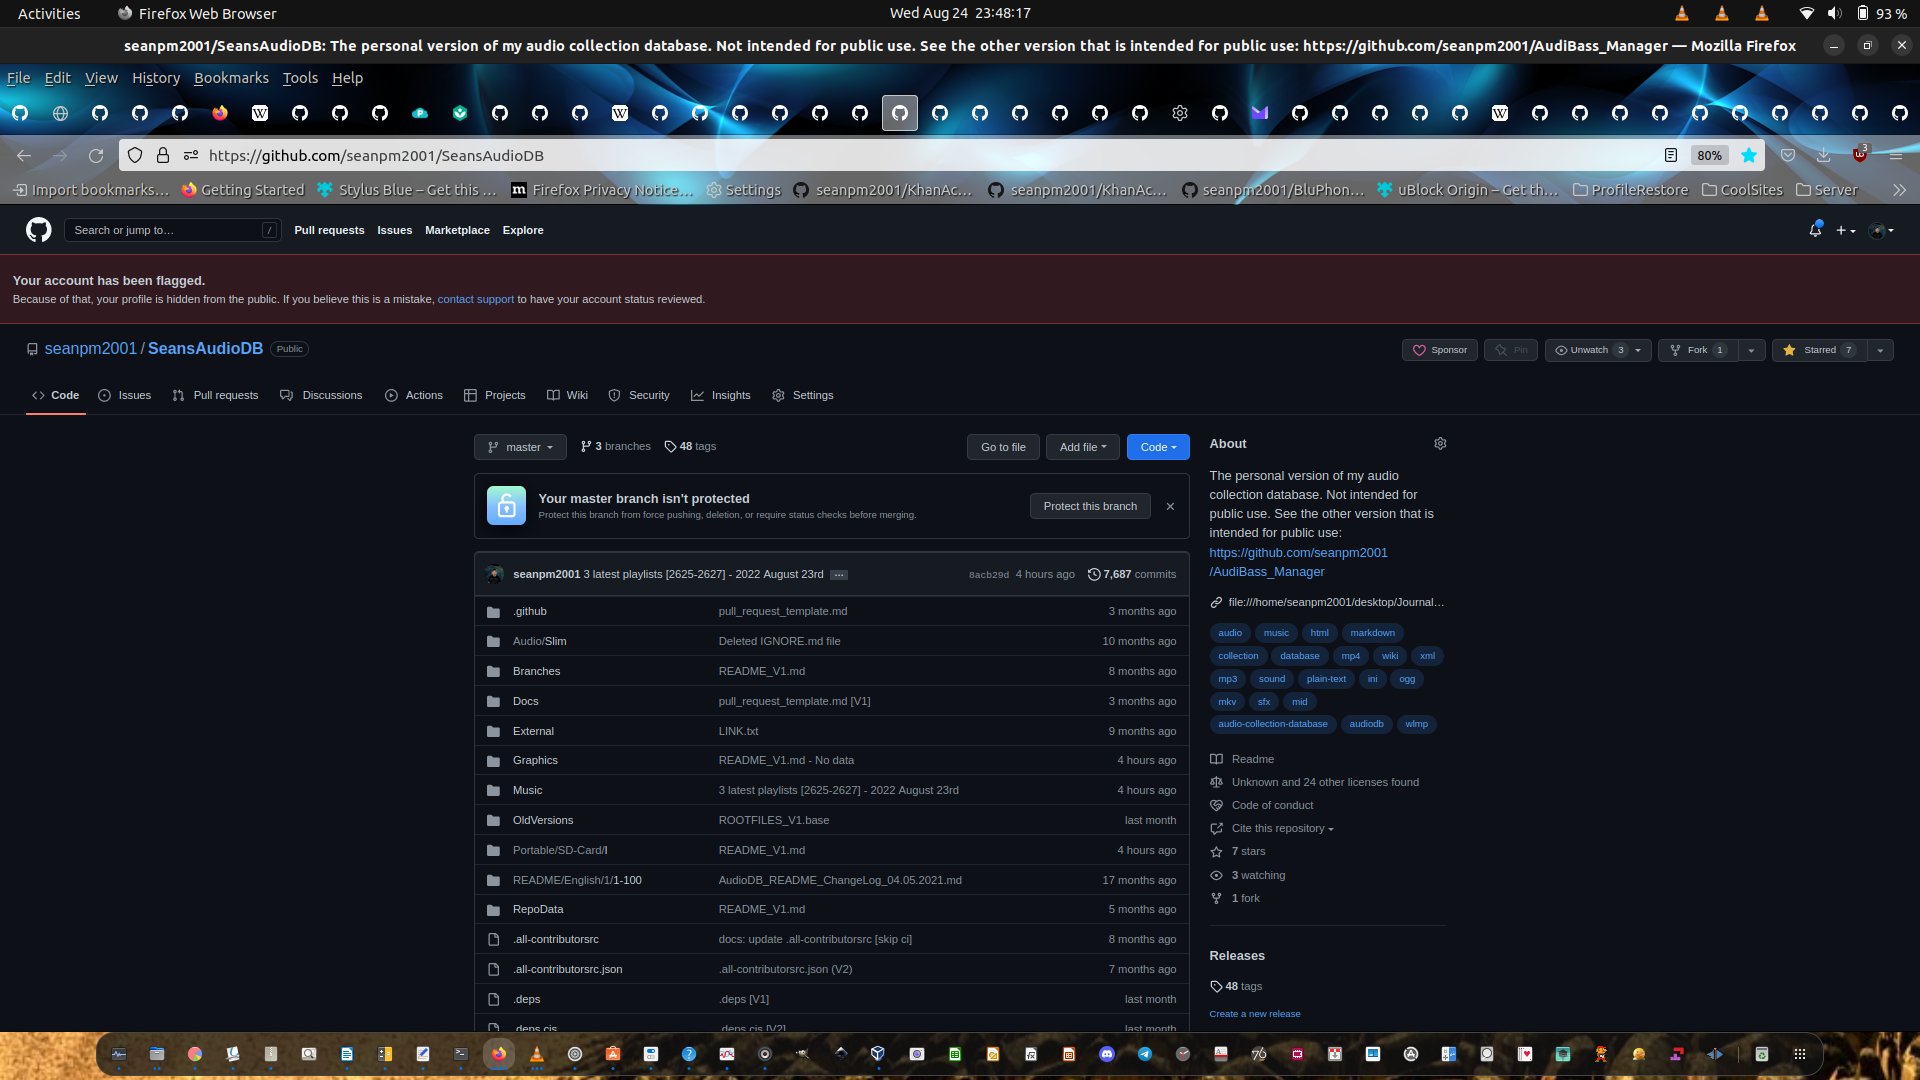 Activities
Firefox Web Browser
Wed Aug 24 23:48:17
93 %
seanpm2001/SeansAudioDB: The personal version of my audio collection database. Not intended for public use. See the other version that is intended for public use: https://github.com/seanpm2001/AudiBass_Manager — Mozilla Firefox
File Edit View History Bookmarks Tools Help
https://github.com/seanpm2001/SeansAudioDB
80%
3
Import bookmarks…
Getting Started
Stylus Blue – Get this …
Firefox Privacy Notice…
Settings
seanpm2001/KhanAc…
seanpm2001/KhanAc…
seanpm2001/BluPhon…
uBlock Origin – Get th…
ProfileRestore
CoolSites
Server
Search or jump to…
/
Pull requests
Issues
Marketplace
Explore
Your account has been flagged.
Because of that, your profile is hidden from the public. If you believe this is a mistake, contact support to have your account status reviewed.
seanpm2001 / SeansAudioDB Public
Sponsor
Pin
Unwatch 3
Fork 1
Starred 7
Code
Issues
Pull requests
Discussions
Actions
Projects
Wiki
Security
Insights
Settings
master
3 branches
48 tags
Go to file
Add file
Code
Your master branch isn't protected
Protect this branch from force pushing, deletion, or require status checks before merging.
Protect this branch
seanpm2001 3 latest playlists [2625-2627] - 2022 August 23rd …
8acb29d 4 hours ago
7,687 commits
.github pull_request_template.md 3 months ago
Audio/Slim Deleted IGNORE.md file 10 months ago
Branches README_V1.md 8 months ago
Docs pull_request_template.md [V1] 3 months ago
External LINK.txt 9 months ago
Graphics README_V1.md - No data 4 hours ago
Music 3 latest playlists [2625-2627] - 2022 August 23rd 4 hours ago
OldVersions ROOTFILES_V1.base last month
Portable/SD-Card/I README_V1.md 4 hours ago
README/English/1/1-100 AudioDB_README_ChangeLog_04.05.2021.md 17 months ago
RepoData README_V1.md 5 months ago
.all-contributorsrc docs: update .all-contributorsrc [skip ci] 8 months ago
.all-contributorsrc.json .all-contributorsrc.json (V2) 7 months ago
.deps .deps [V1] last month
.deps.cjs .deps.cjs [V2] last month
About
The personal version of my audio
collection database. Not intended for
public use. See the other version that is
intended for public use:
https://github.com/seanpm2001
/AudiBass_Manager
file:///home/seanpm2001/desktop/Journal…
audio music html markdown
collection database mp4 wiki xml
mp3 sound plain-text ini ogg
mkv sfx mid
audio-collection-database audiodb wlmp
Readme
Unknown and 24 other licenses found
Code of conduct
Cite this repository
7 stars
3 watching
1 fork
Releases
48 tags
Create a new release